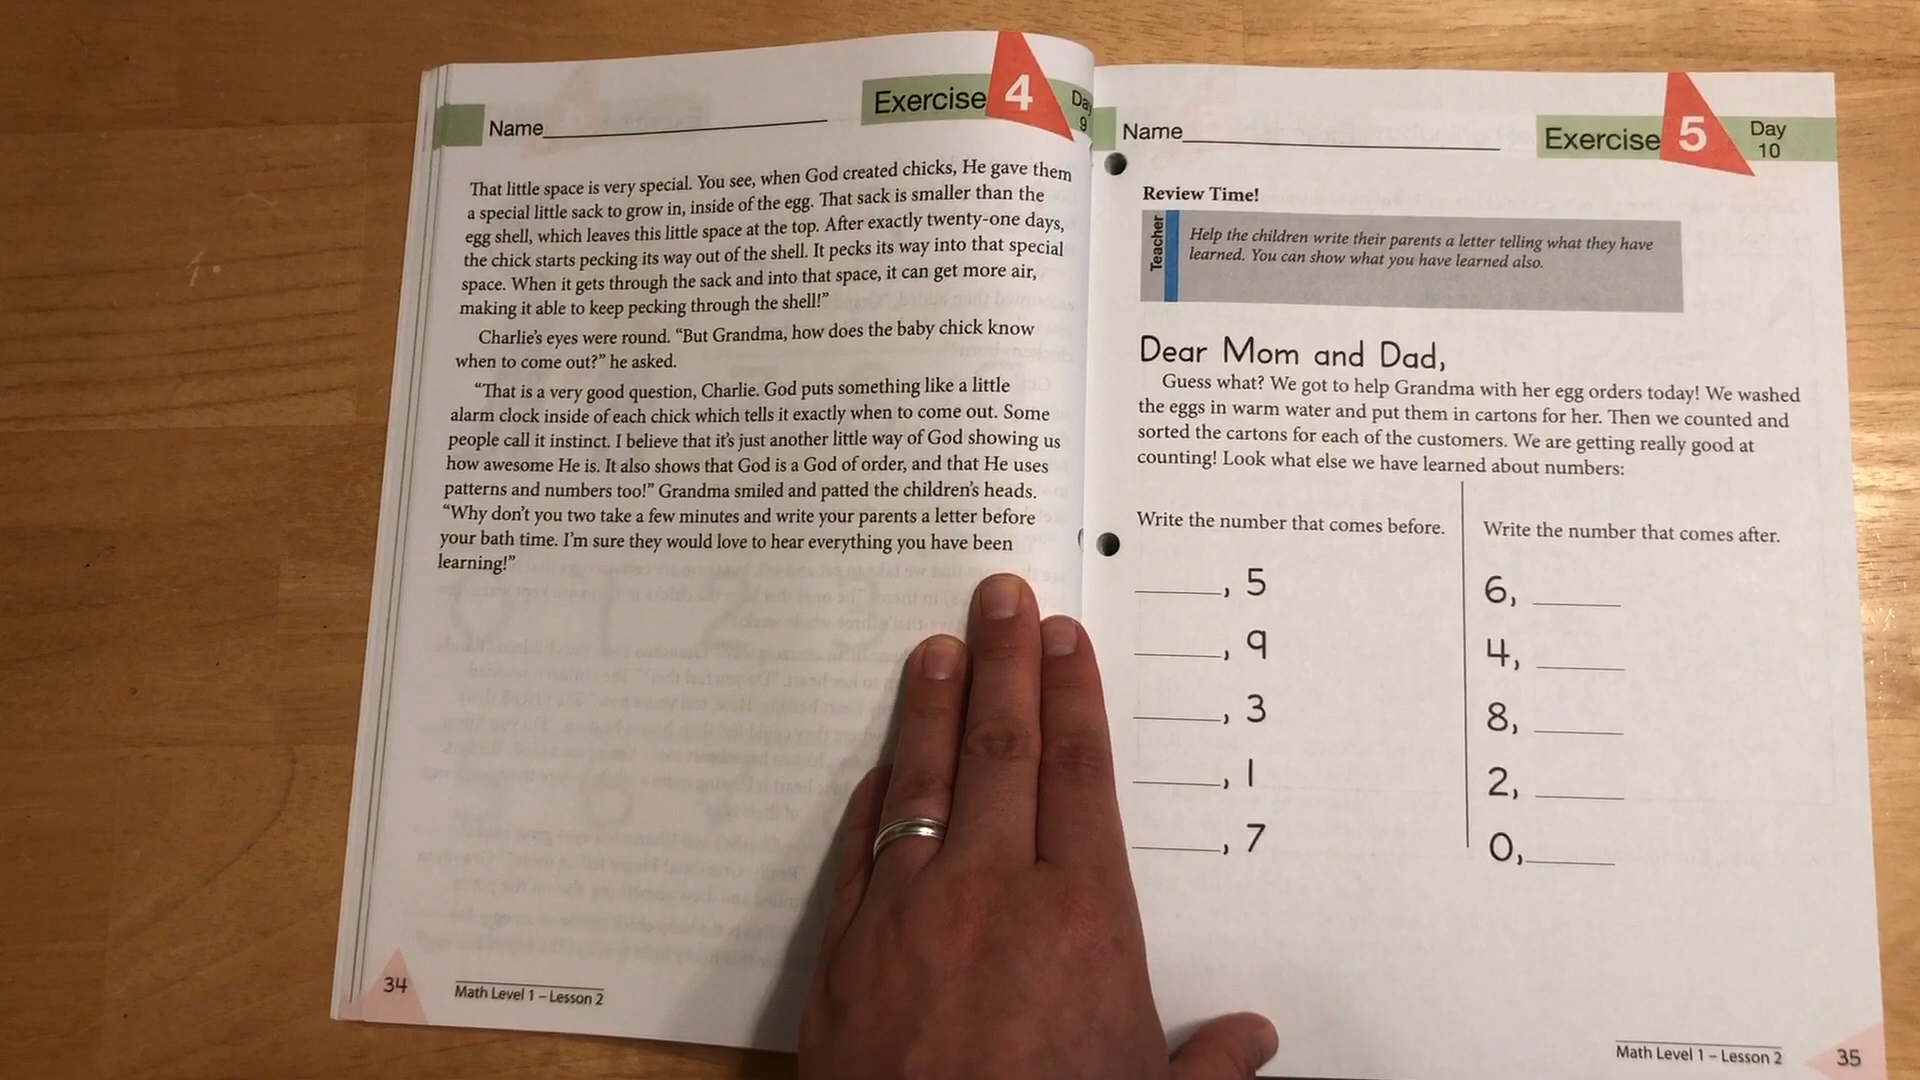 Name
Exercise 4
Day
9
That little space is very special. You see, when God created chicks, He gave them
a special little sack to grow in, inside of the egg. That sack is smaller than the
egg shell, which leaves this little space at the top. After exactly twenty-one days,
the chick starts pecking its way out of the shell. It pecks its way into that special
space. When it gets through the sack and into that space, it can get more air,
making it able to keep pecking through the shell!”
Charlie’s eyes were round. “But Grandma, how does the baby chick know
when to come out?” he asked.
“That is a very good question, Charlie. God puts something like a little
alarm clock inside of each chick which tells it exactly when to come out. Some
people call it instinct. I believe that it’s just another little way of God showing us
how awesome He is. It also shows that God is a God of order, and that He uses
patterns and numbers too!” Grandma smiled and patted the children’s heads.
“Why don’t you two take a few minutes and write your parents a letter before
your bath time. I’m sure they would love to hear everything you have been
learning!”
34
Math Level 1 – Lesson 2
Name
Exercise 5
Day
10
Review Time!
Teacher
Help the children write their parents a letter telling what they have
learned. You can show what you have learned also.
Dear Mom and Dad,
Guess what? We got to help Grandma with her egg orders today! We washed
the eggs in warm water and put them in cartons for her. Then we counted and
sorted the cartons for each of the customers. We are getting really good at
counting! Look what else we have learned about numbers:
Write the number that comes before.
____, 5
____, 9
____, 3
____, 1
____, 7
Write the number that comes after.
6, ____
4, ____
8, ____
2, ____
0, ____
Math Level 1 – Lesson 2
35